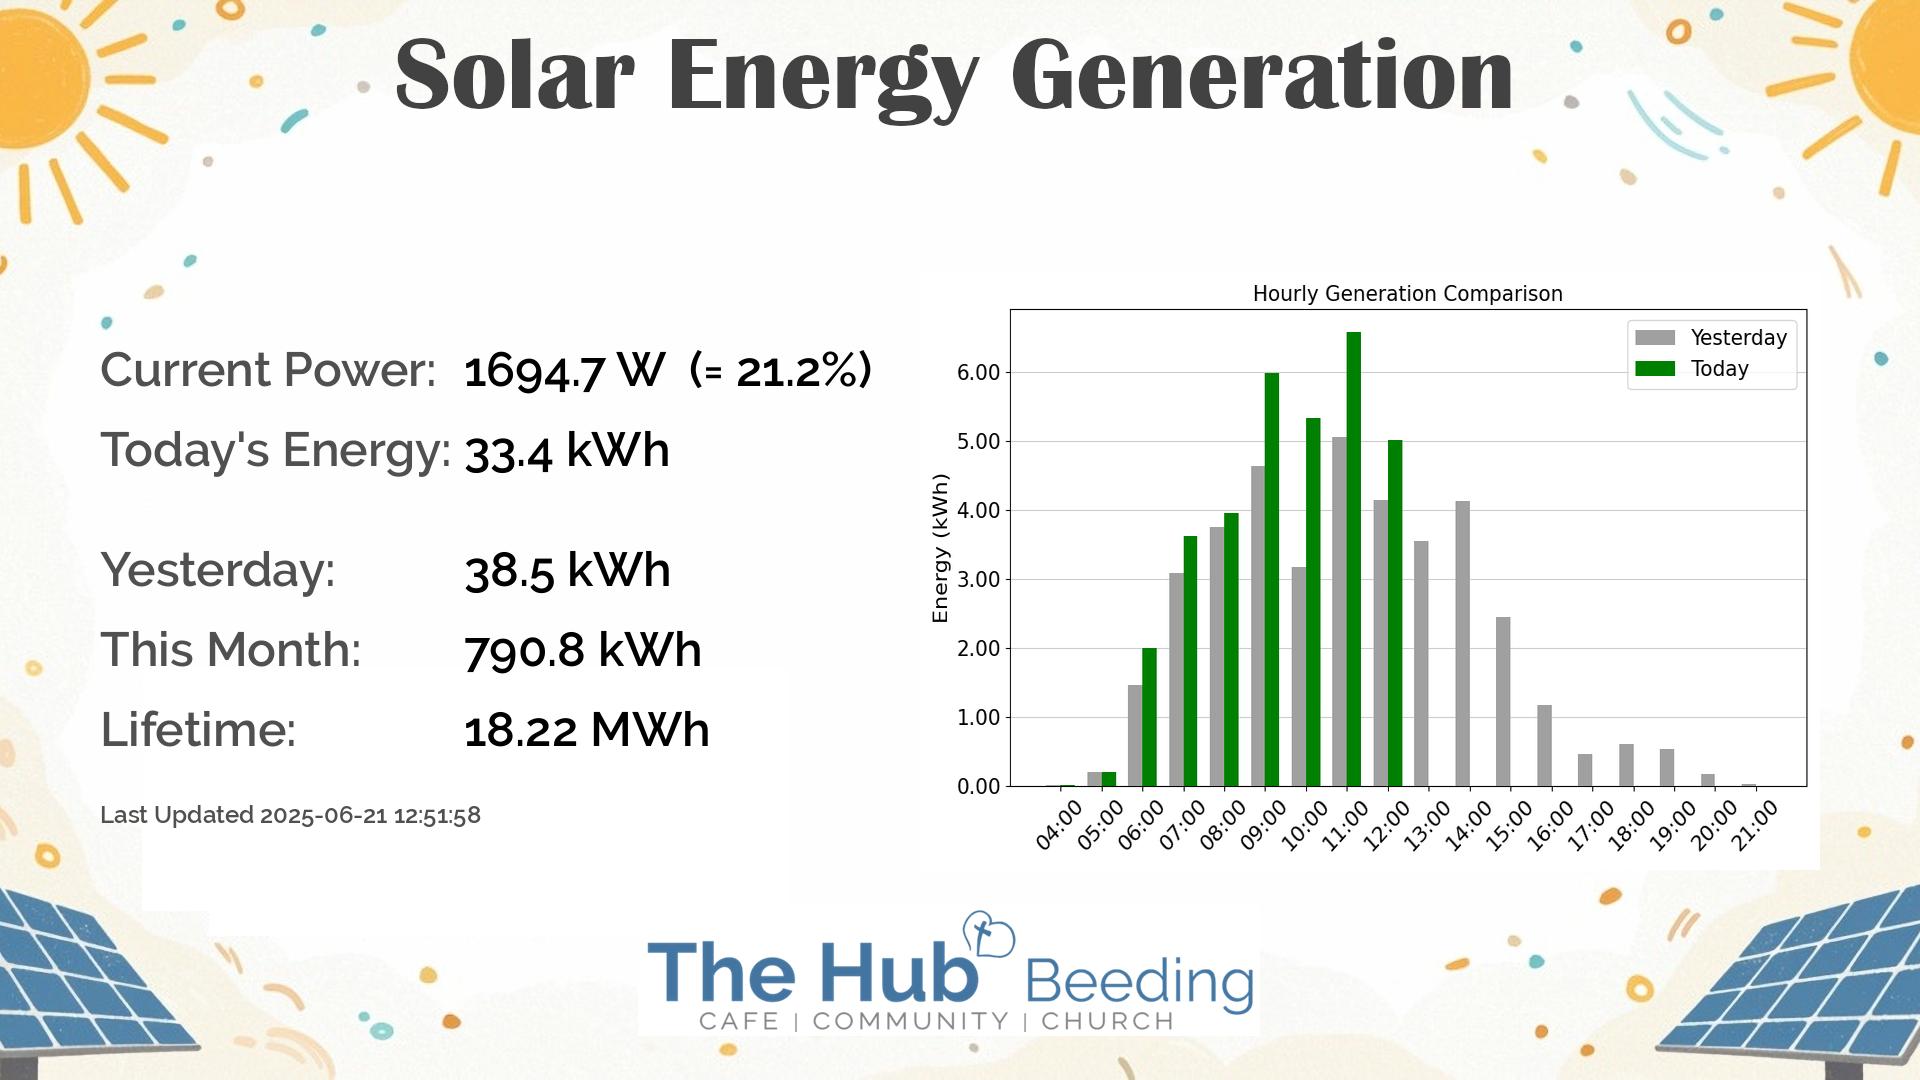 Solar Energy Generation
Current Power: 1694.7 W (= 21.2%)
Today's Energy: 33.4 kWh
Yesterday: 38.5 kWh
This Month: 790.8 kWh
Lifetime: 18.22 MWh
Last Updated 2025-06-21 12:51:58
Hourly Generation Comparison
Yesterday
Today
Energy (kWh)
6.00
5.00
4.00
3.00
2.00
1.00
0.00
04:00 05:00 06:00 07:00 08:00 09:00 10:00 11:00 12:00 13:00 14:00 15:00 16:00 17:00 18:00 19:00 20:00 21:00
The Hub Beeding
CAFE | COMMUNITY | CHURCH